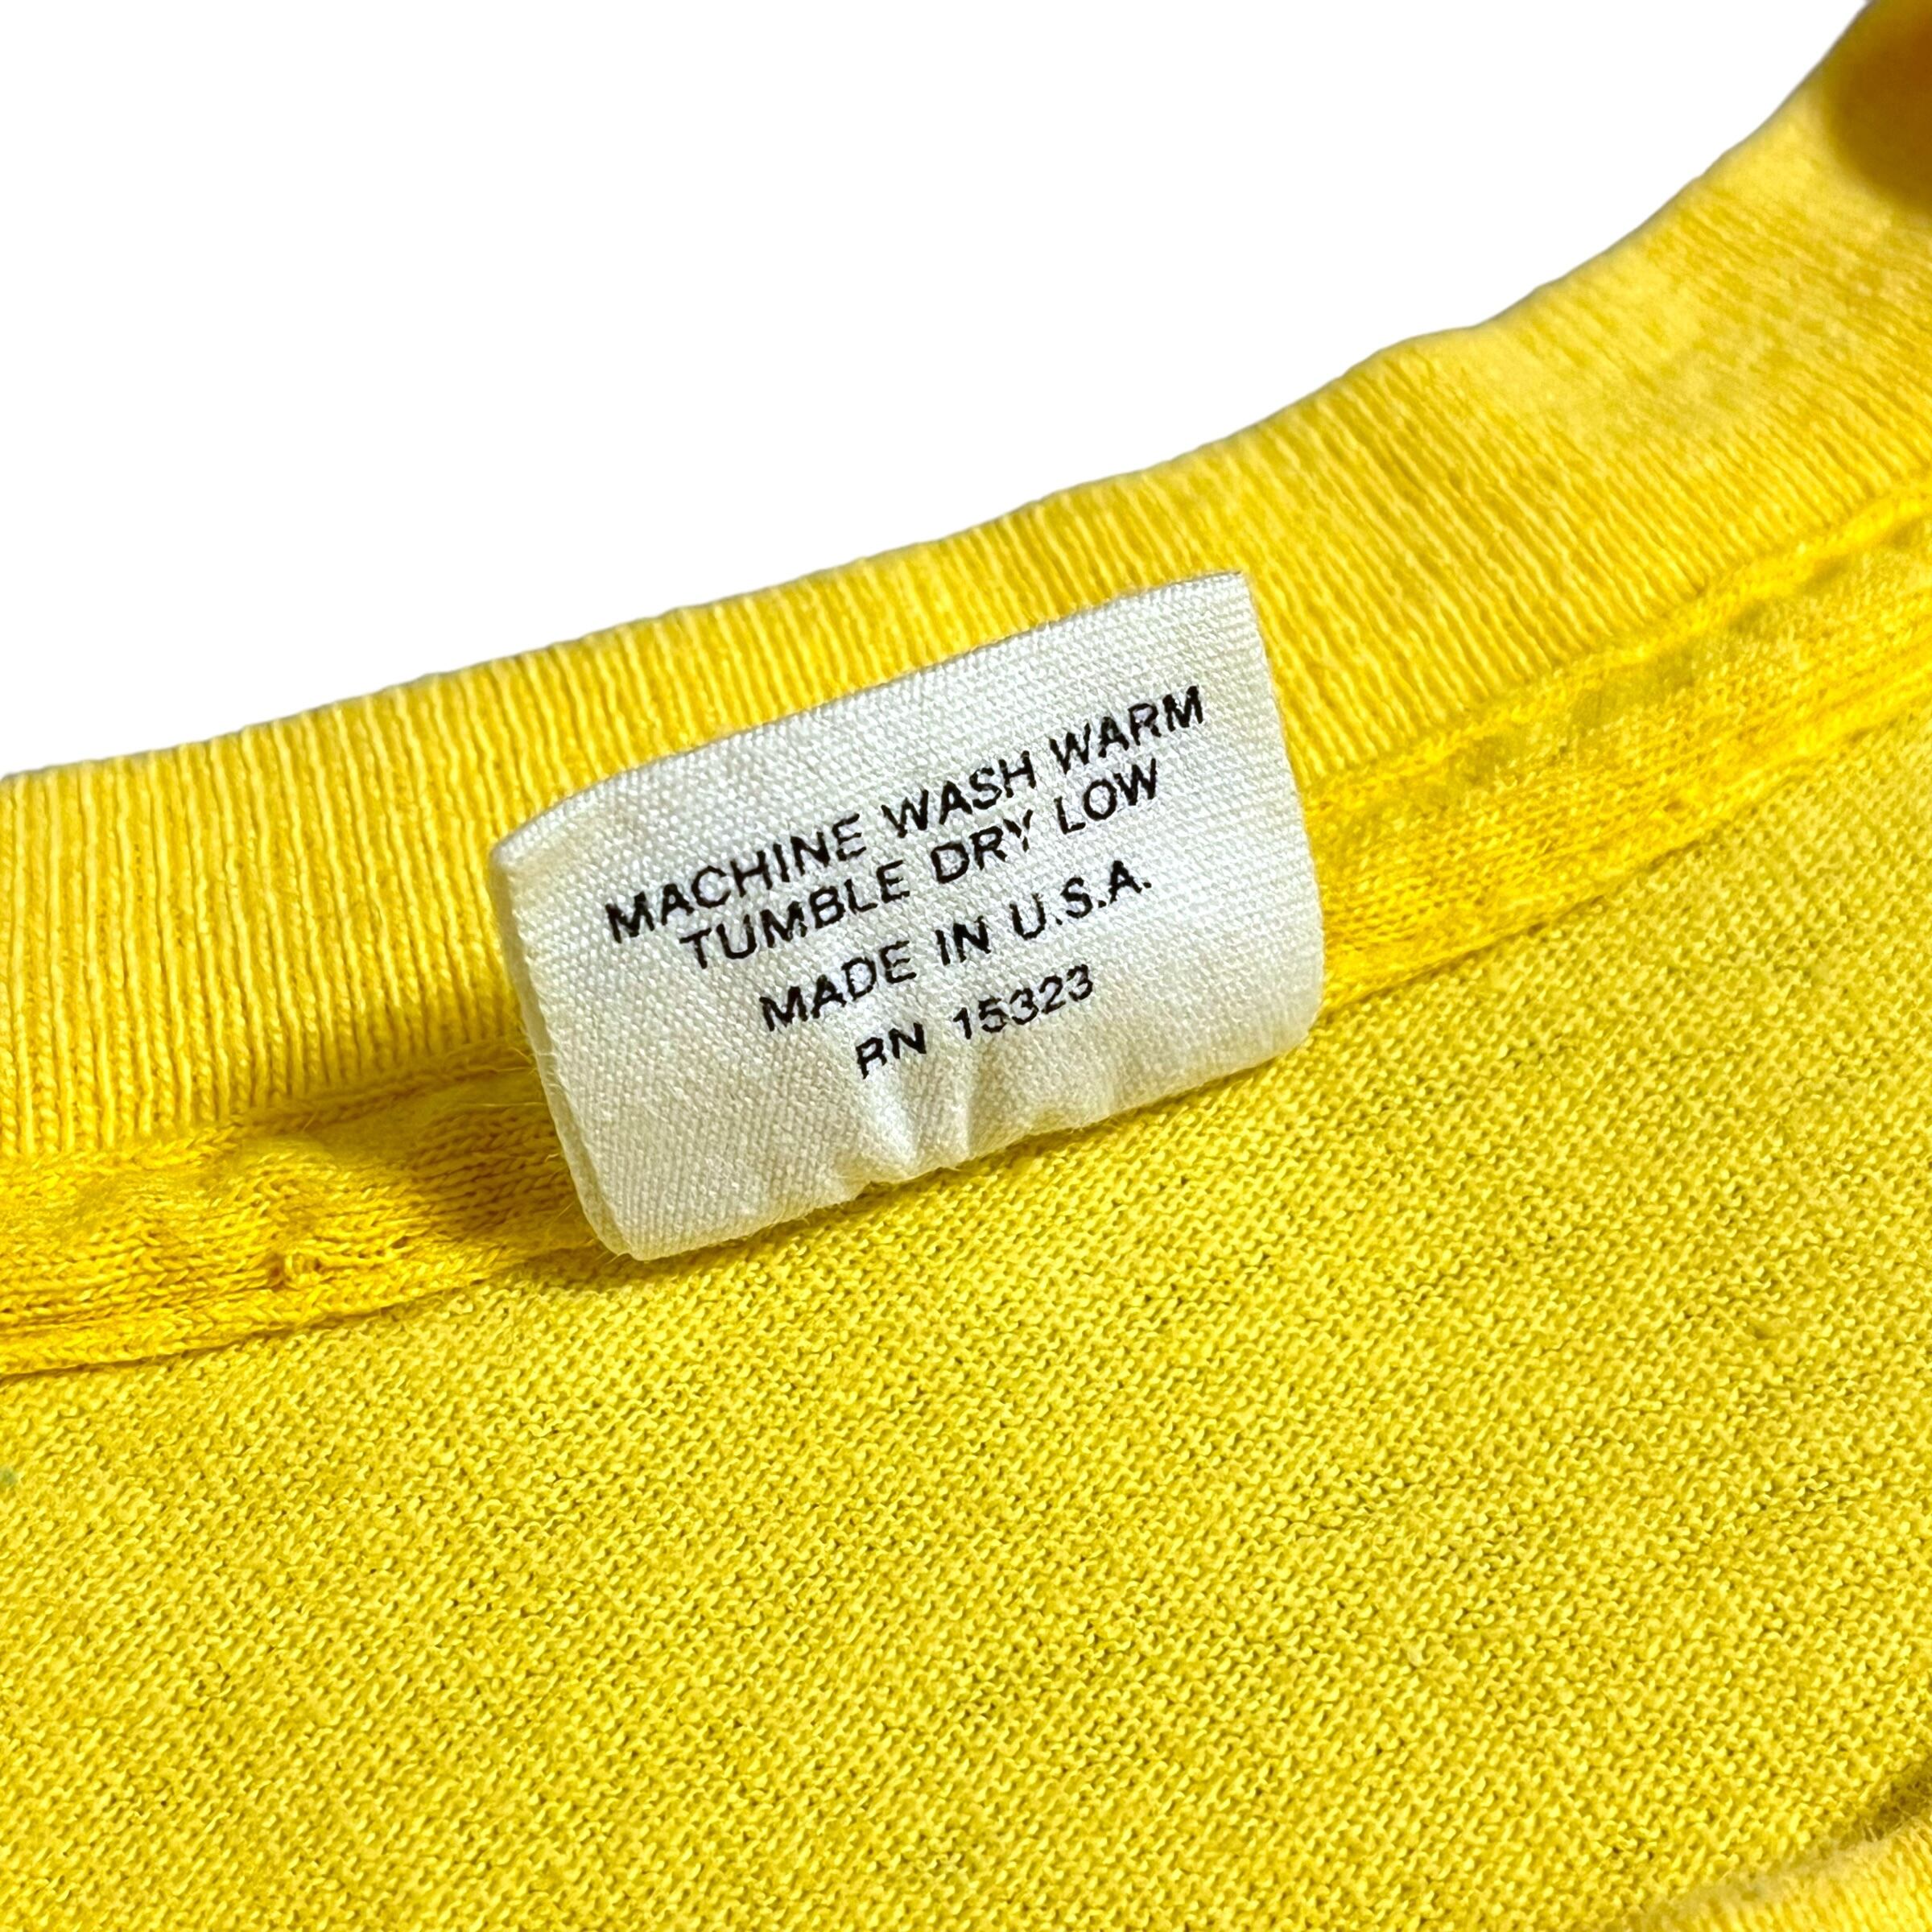 MACHINE WASH WARM
TUMBLE DRY LOW
MADE IN U.S.A.
RN 15323